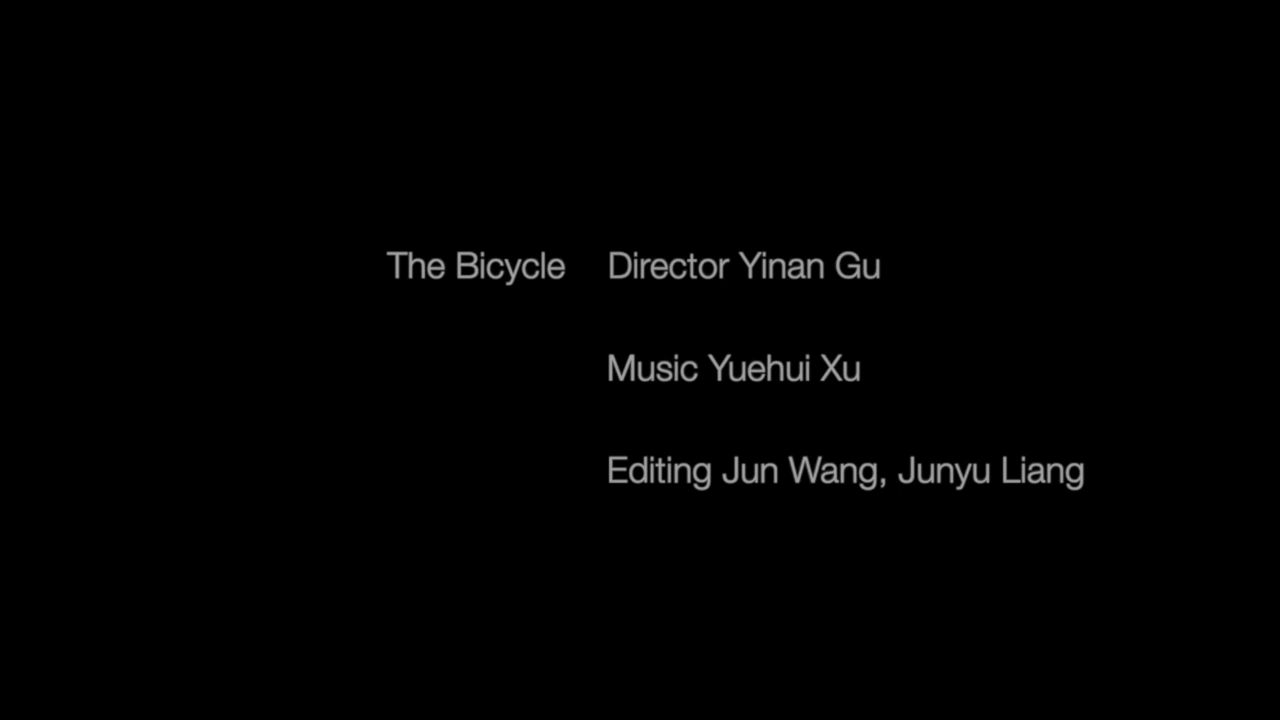 The Bicycle Director Yinan Gu
Music Yuehui Xu
Editing Jun Wang, Junyu Liang